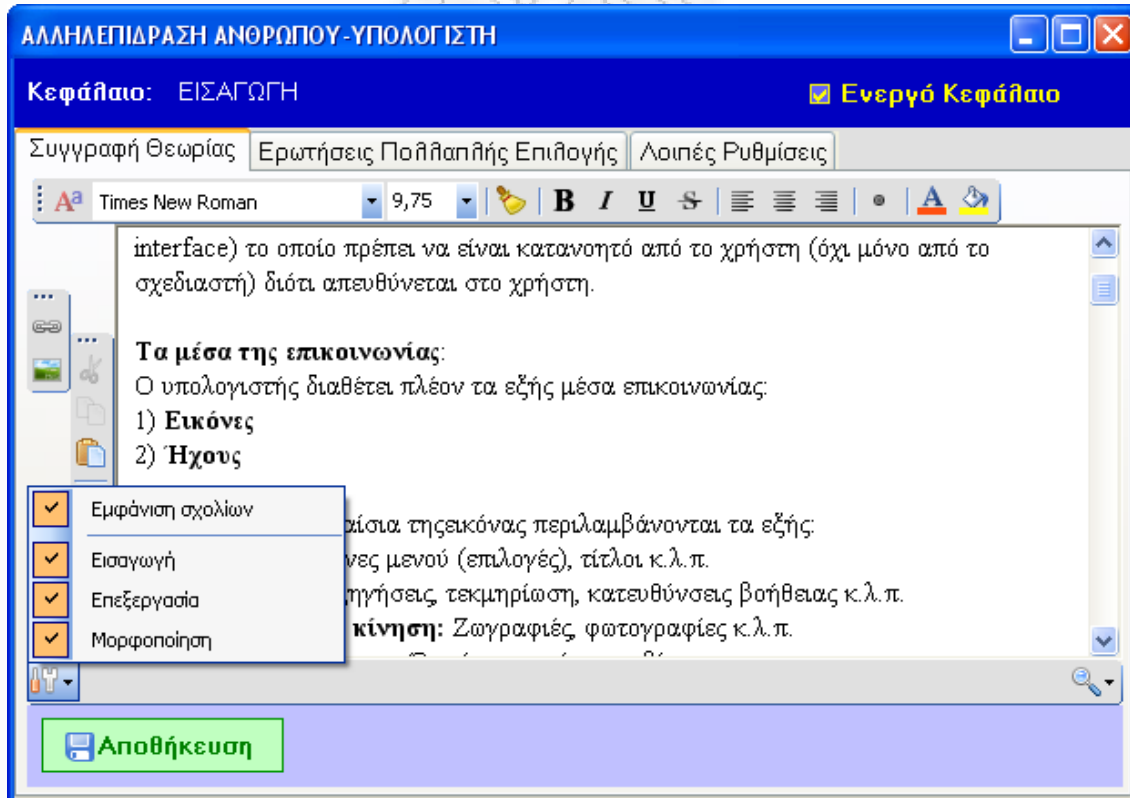 ΑΛΛΗΛΕΠΙΔΡΑΣΗ ΑΝΘΡΩΠΟΥ-ΥΠΟΛΟΓΙΣΤΗ
Κεφάλαιο: ΕΙΣΑΓΩΓΗ
Ενεργό Κεφάλαιο
Συγγραφή Θεωρίας Ερωτήσεις Πολλαπλής Επιλογής Λοιπές Ρυθμίσεις
Times New Roman 9,75 B I U S A
interface) το οποίο πρέπει να είναι κατανοητό από το χρήστη (όχι μόνο από το
σχεδιαστή) διότι απευθύνεται στο χρήστη.
Τα μέσα της επικοινωνίας:
Ο υπολογιστής διαθέτει πλέον τα εξής μέσα επικοινωνίας:
1) Εικόνες
2) Ήχους
αίσια τηςεικόνας περιλαμβάνονται τα εξής:
νες μενού (επιλογές), τίτλοι κ.λ.π.
ηγήσεις, τεκμηρίωση, κατευθύνσεις βοήθειας κ.λ.π.
κίνηση: Ζωγραφιές, φωτογραφίες κ.λ.π.
Εμφάνιση σχολίων
Εισαγωγή
Επεξεργασία
Μορφοποίηση
Αποθήκευση